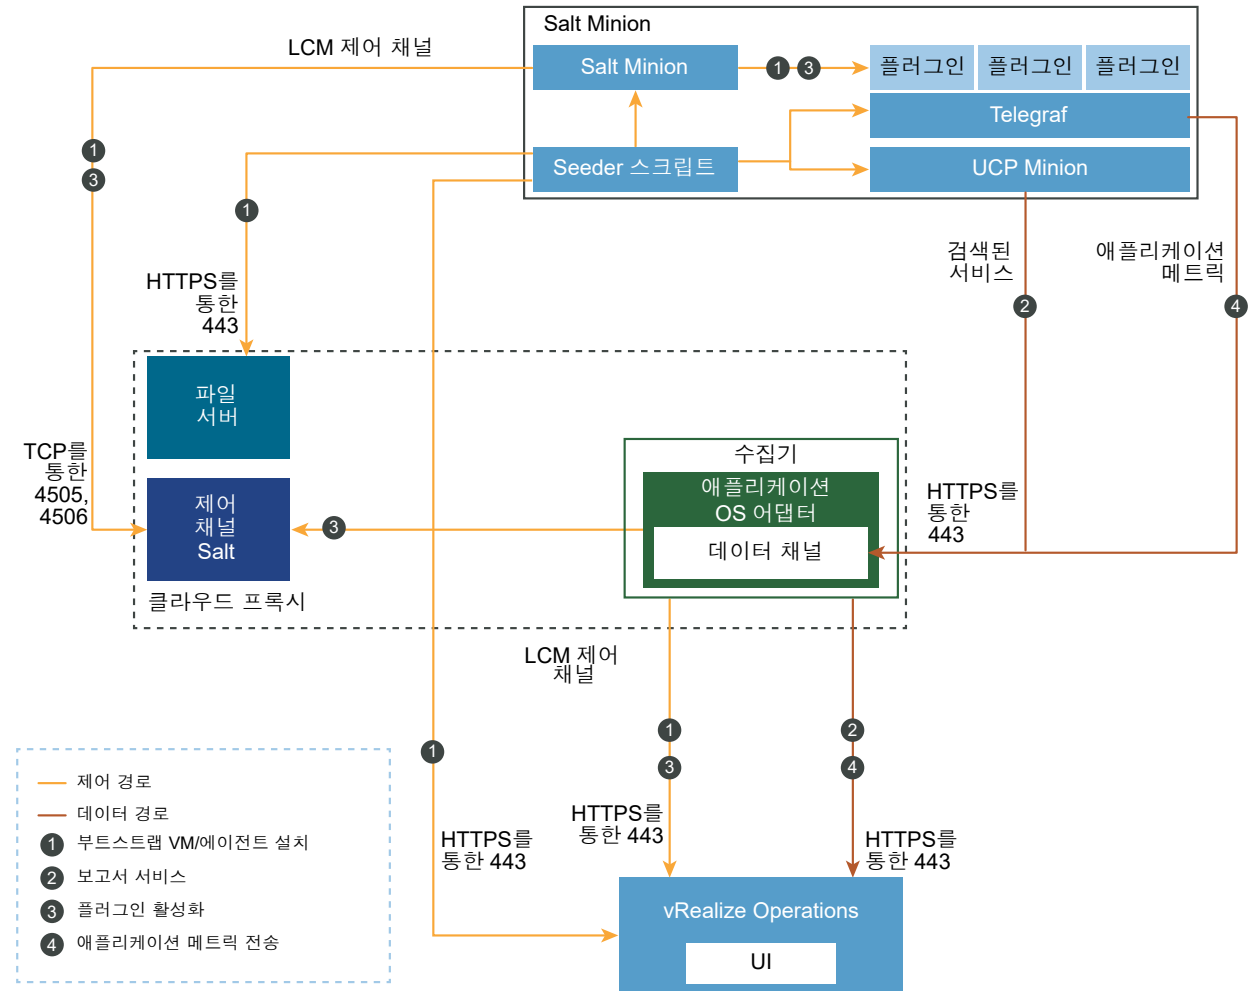 Salt Minion
LCM 제어 채널
Salt Minion
1
3
플러그인
플러그인
플러그인
Telegraf
Seeder 스크립트
UCP Minion
1
3
1
검색된
서비스
애플리케이션
메트릭
2
4
HTTPS를
통한
443
파일
서버
TCP를
통한
4505,
4506
제어
채널
Salt
3
클라우드 프록시
수집기
애플리케이션
OS 어댑터
데이터 채널
HTTPS를
통한
443
LCM 제어
채널
1
3
2
4
1
HTTPS를
통한 443
HTTPS를
통한 443
HTTPS를
통한 443
vRealize Operations
UI
제어 경로
데이터 경로
1 부트스트랩 VM/에이전트 설치
2 보고서 서비스
3 플러그인 활성화
4 애플리케이션 메트릭 전송